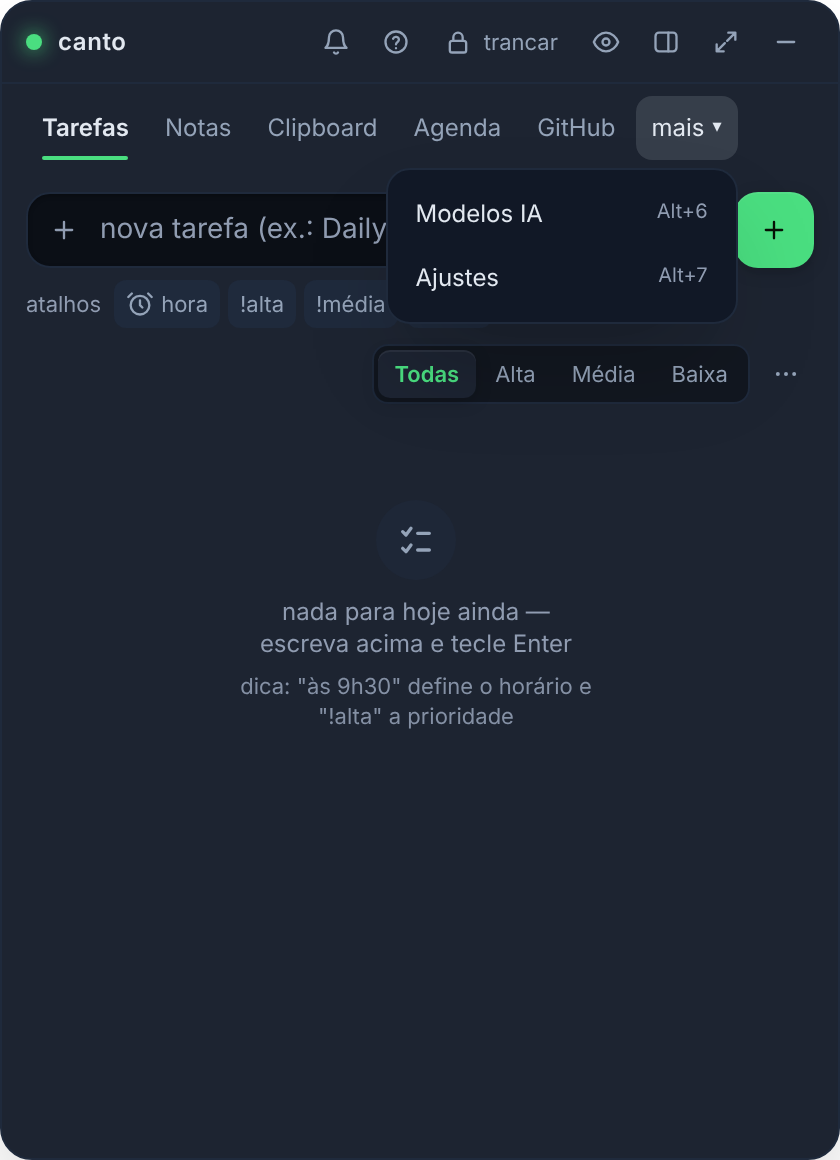 canto
trancar
Tarefas Notas Clipboard Agenda GitHub mais ▾
nova tarefa (ex.: Daily
Modelos IA Alt+6
Ajustes Alt+7
atalhos hora !alta !média
Todas Alta Média Baixa
nada para hoje ainda —
escreva acima e tecle Enter
dica: "às 9h30" define o horário e
"!alta" a prioridade